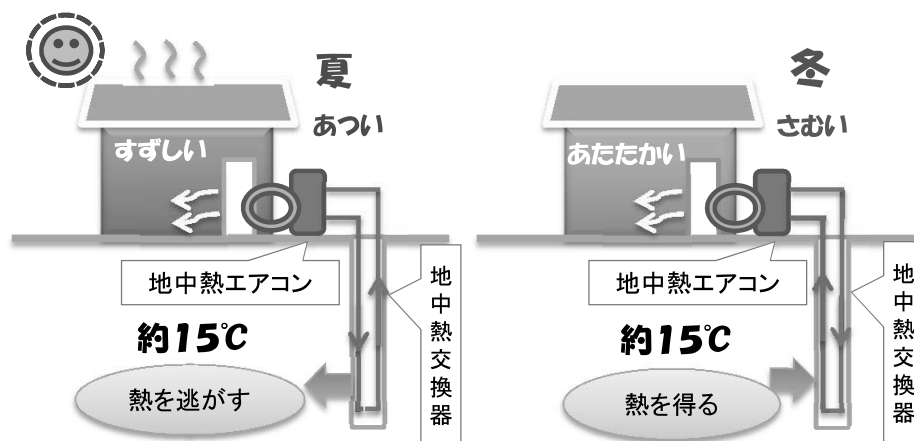 夏
あつい
すずしい
地中熱エアコン
地中熱交換器
約15℃
熱を逃がす
冬
さむい
あたたかい
地中熱エアコン
地中熱交換器
約15℃
熱を得る